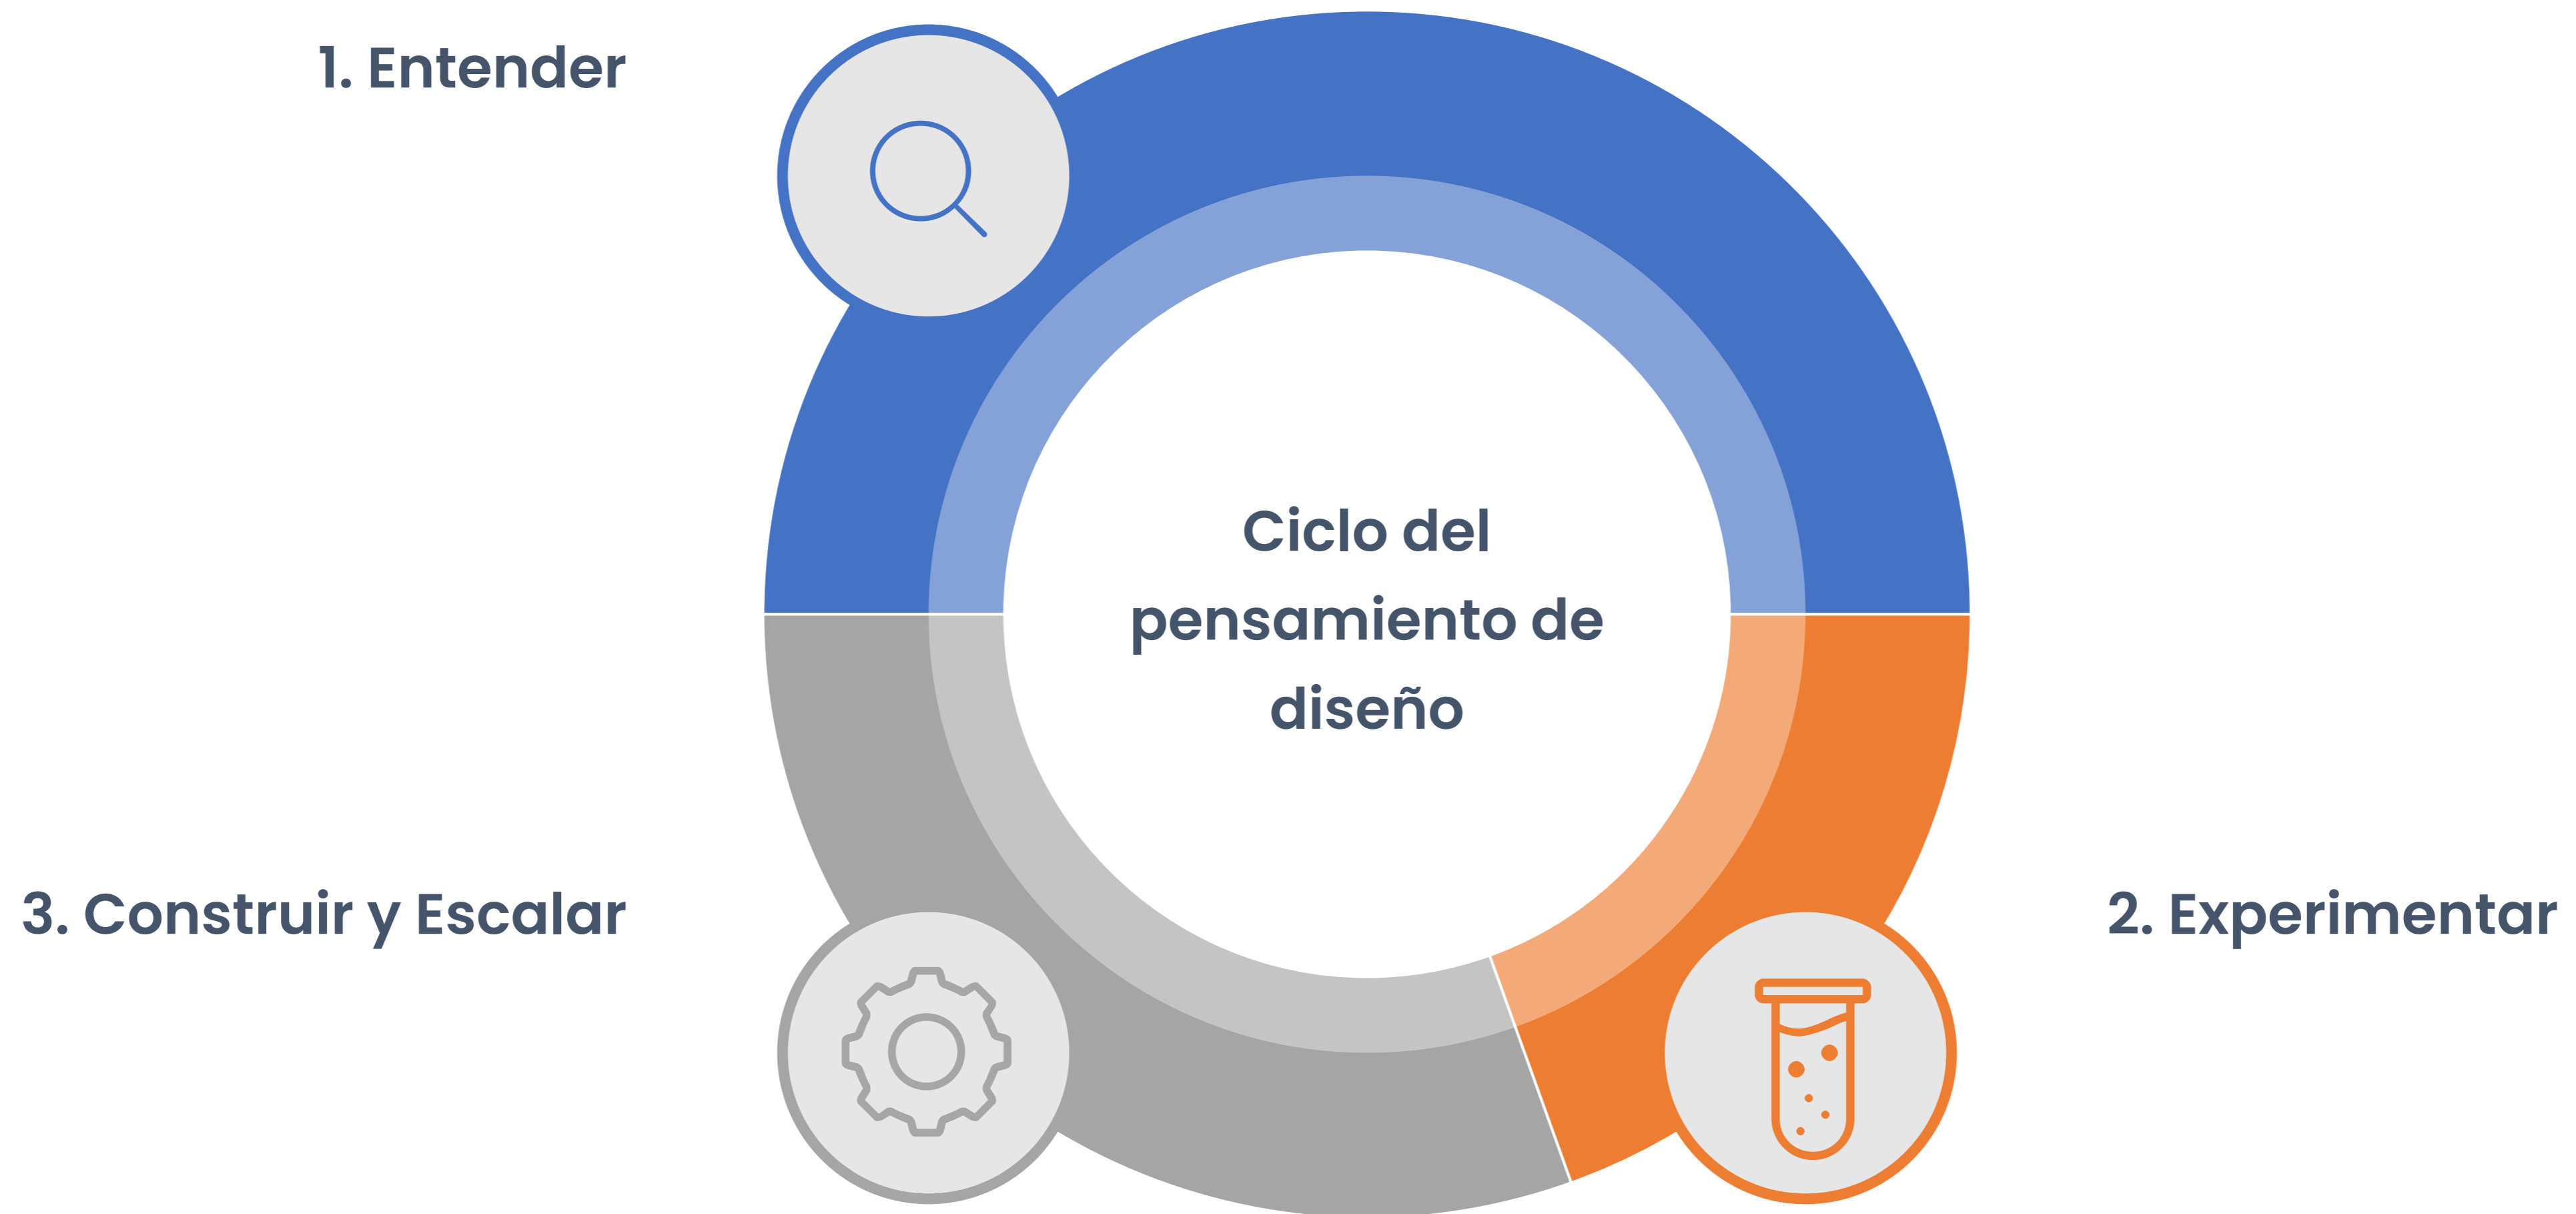 1. Entender
Ciclo del
pensamiento de
diseño
3. Construir y Escalar
2. Experimentar